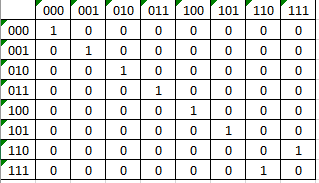 000 001 010 011 100 101 110 111
000 1 0 0 0 0 0 0 0
001 0 1 0 0 0 0 0 0
010 0 0 1 0 0 0 0 0
011 0 0 0 1 0 0 0 0
100 0 0 0 0 1 0 0 0
101 0 0 0 0 0 1 0 0
110 0 0 0 0 0 0 0 1
111 0 0 0 0 0 0 1 0